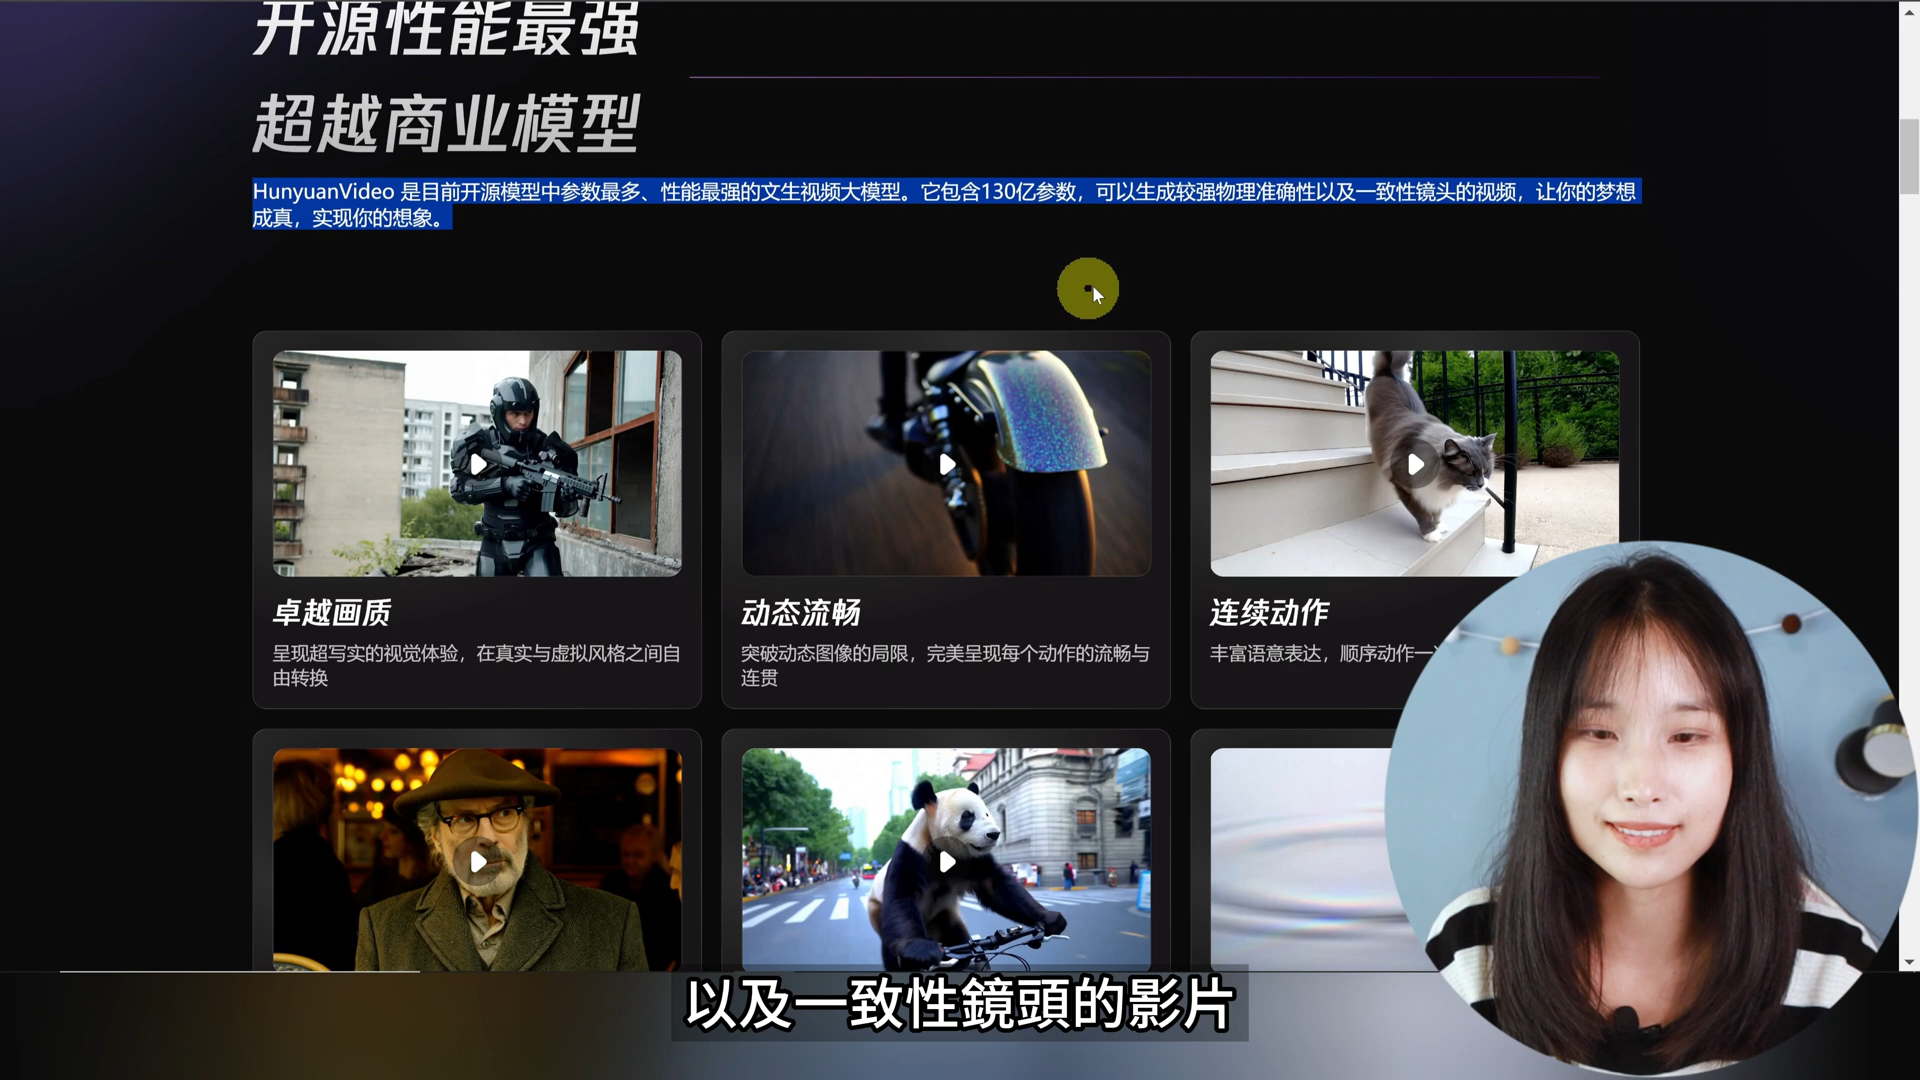 开源性能最强
超越商业模型
HunyuanVideo 是目前开源模型中参数最多、性能最强的文生视频大模型。它包含130亿参数，可以生成较强物理准确性以及一致性镜头的视频，让你的梦想
成真，实现你的想象。
卓越画质
呈现超写实的视觉体验，在真实与虚拟风格之间自
由转换
动态流畅
突破动态图像的局限，完美呈现每个动作的流畅与
连贯
连续动作
丰富语意表达，顺序动作一
以及一致性鏡頭的影片